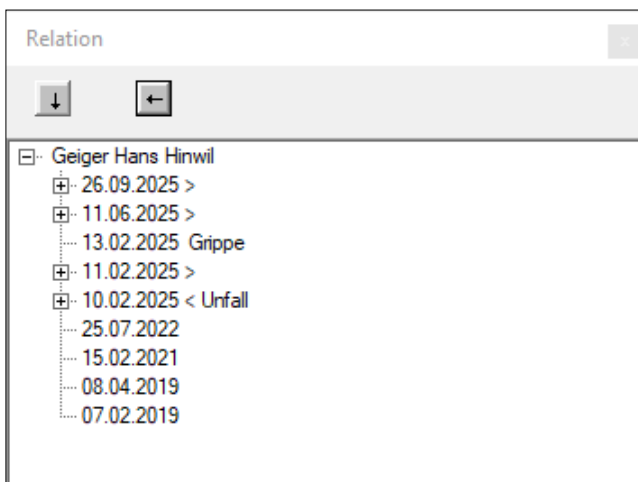 Relation
x
↓ ←
Geiger Hans Hinwil
26.09.2025 >
11.06.2025 >
13.02.2025 Grippe
11.02.2025 >
10.02.2025 < Unfall
25.07.2022
15.02.2021
08.04.2019
07.02.2019